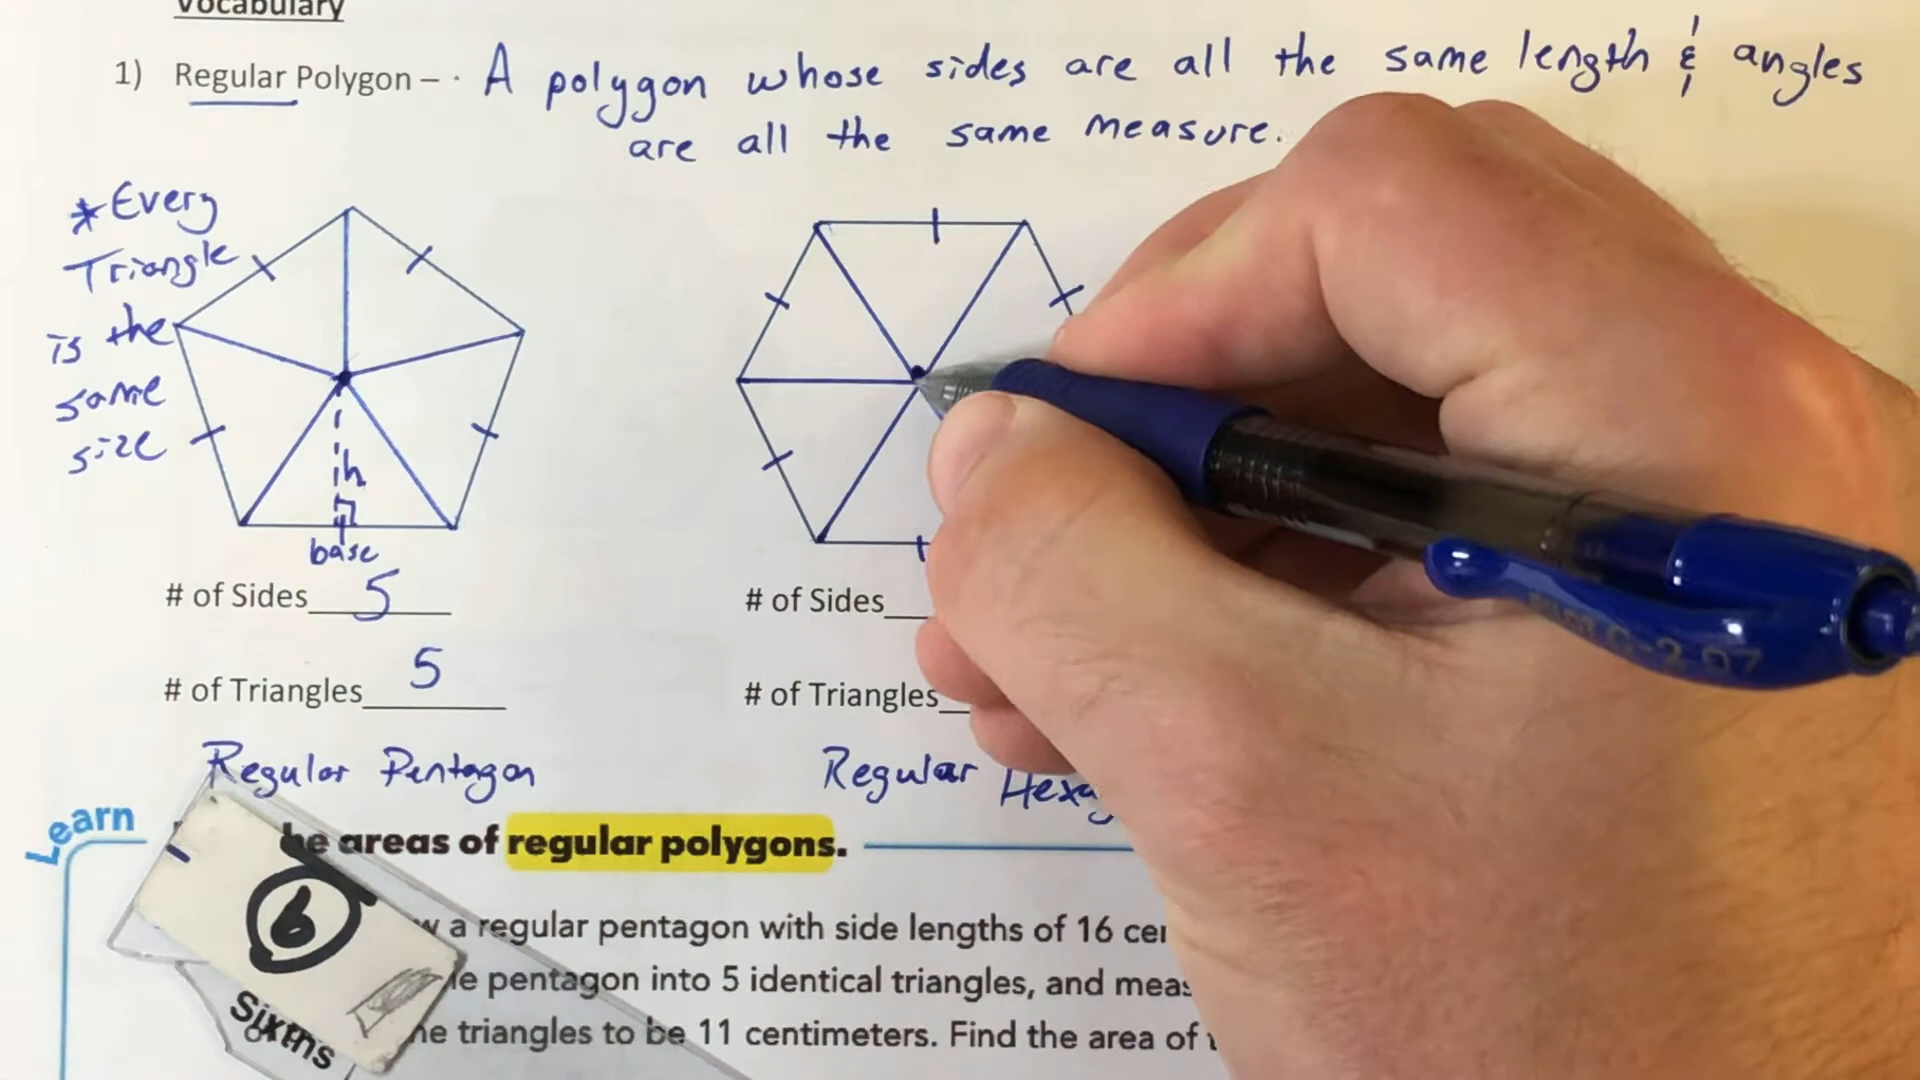 Vocabulary
1) Regular Polygon – · A polygon whose sides are all the same length & angles
are all the same measure.
*Every
Triangle
is the
same
size
h
base
# of Sides 5
# of Sides
# of Triangles 5
# of Triangles
Regular Pentagon
Regular
Learn
areas of regular polygons.
a regular pentagon with side lengths of 16
6
pentagon into 5 identical triangles, and
Sixths
triangles to be 11 centimeters. Find the area of